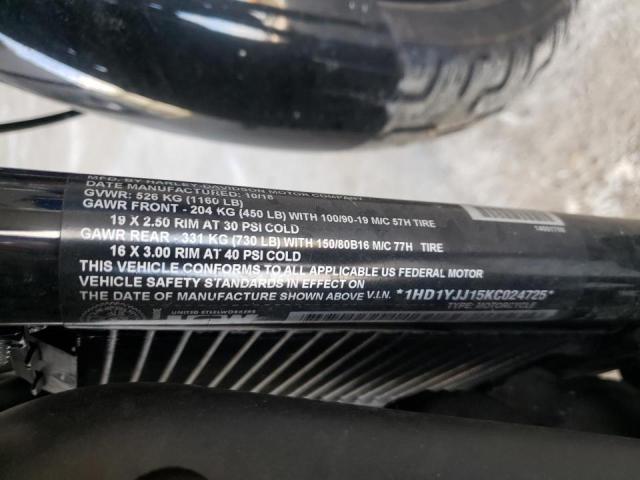 MFG. BY HARLEY-DAVIDSON MOTOR COMPANY
DATE MANUFACTURED: 10/18
GVWR: 526 KG (1160 LB)
GAWR FRONT - 204 KG (450 LB) WITH 100/90-19 M/C 57H TIRE
19 X 2.50 RIM AT 30 PSI COLD
GAWR REAR - 331 KG (730 LB) WITH 150/80B16 M/C 77H TIRE
16 X 3.00 RIM AT 40 PSI COLD
THIS VEHICLE CONFORMS TO ALL APPLICABLE US FEDERAL MOTOR
VEHICLE SAFETY STANDARDS IN EFFECT ON
THE DATE OF MANUFACTURE SHOWN ABOVE V.I.N. *1HD1YJJ15KC024725*
TYPE: MOTORCYCLE
UNITED STEELWORKERS